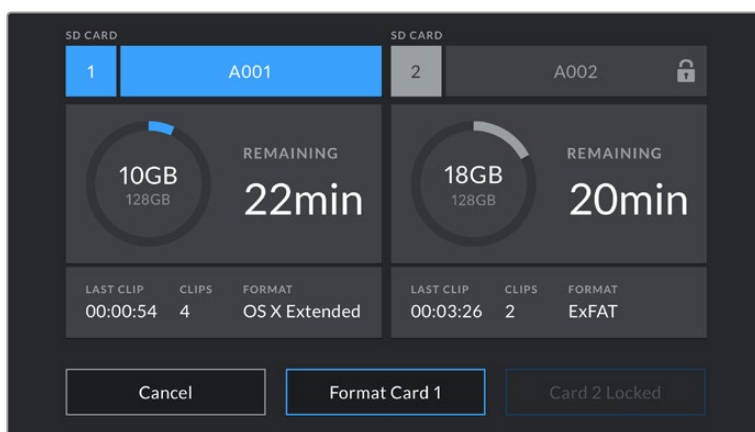 SD CARD
1 A001
10GB
128GB
REMAINING
22min
LAST CLIP CLIPS FORMAT
00:00:54 4 OS X Extended
SD CARD
2 A002
18GB
128GB
REMAINING
20min
LAST CLIP CLIPS FORMAT
00:03:26 2 ExFAT
Cancel
Format Card 1
Card 2 Locked